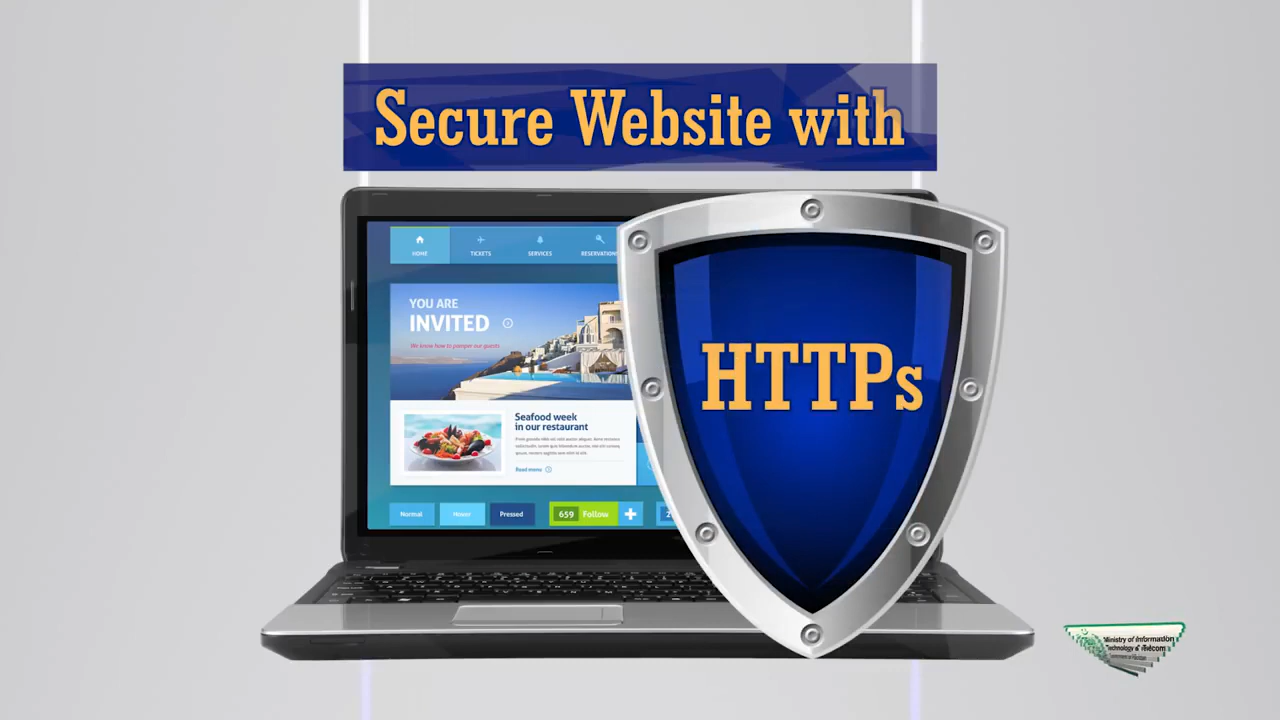 Secure Website with
HTTPs
HOME TICKETS SERVICES RESERVATION
YOU ARE
INVITED
We know how to pamper our guests
Seafood week
in our restaurant
Read menu
Normal Hover Pressed 659 Follow
Ministry of Information
Technology & Telecom